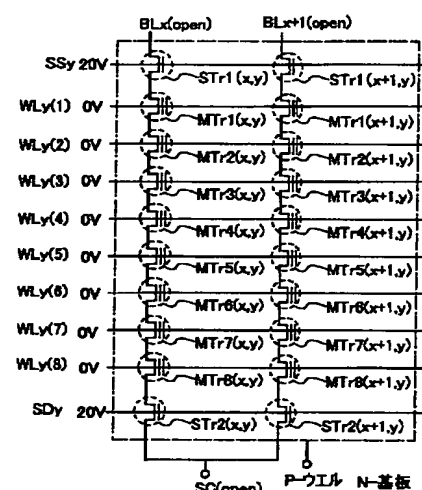 BLx(open) BLx+1(open)
SSy 20V STr1(x,y) STr1(x+1,y)
WLy(1) 0V MTr1(x,y) MTr1(x+1,y)
WLy(2) 0V MTr2(x,y) MTr2(x+1,y)
WLy(3) 0V MTr3(x,y) MTr3(x+1,y)
WLy(4) 0V MTr4(x,y) MTr4(x+1,y)
WLy(5) 0V MTr5(x,y) MTr5(x+1,y)
WLy(6) 0V MTr6(x,y) MTr6(x+1,y)
WLy(7) 0V MTr7(x,y) MTr7(x+1,y)
WLy(8) 0V MTr8(x,y) MTr8(x+1,y)
SDy 20V STr2(x,y) STr2(x+1,y)
SC(open) P-ウエル N-基板